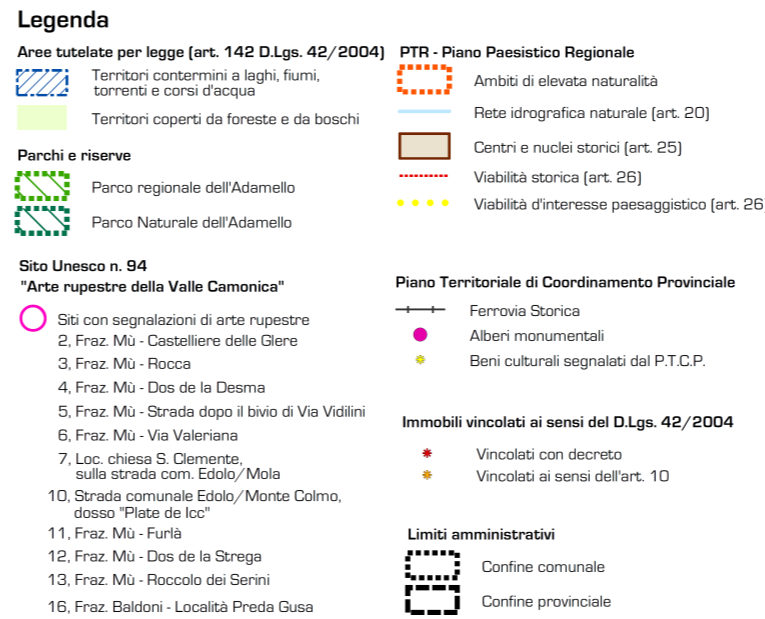 Legenda
Aree tutelate per legge (art. 142 D.Lgs. 42/2004)
Territori contermini a laghi, fiumi,
torrenti e corsi d'acqua
Territori coperti da foreste e da boschi
Parchi e riserve
Parco regionale dell'Adamello
Parco Naturale dell'Adamello
Sito Unesco n. 94
"Arte rupestre della Valle Camonica"
Siti con segnalazioni di arte rupestre
2, Fraz. Mù - Castelliere delle Glere
3, Fraz. Mù - Rocca
4, Fraz. Mù - Dos de la Desma
5, Fraz. Mù - Strada dopo il bivio di Via Vidilini
6, Fraz. Mù - Via Valeriana
7, Loc. chiesa S. Clemente,
sulla strada com. Edolo/Mola
10, Strada comunale Edolo/Monte Colmo,
dosso "Plate de Icc"
11, Fraz. Mù - Furlà
12, Fraz. Mù - Dos de la Strega
13, Fraz. Mù - Roccolo dei Serini
16, Fraz. Baldoni - Località Preda Gusa
PTR - Piano Paesistico Regionale
Ambiti di elevata naturalità
Rete idrografica naturale (art. 20)
Centri e nuclei storici (art. 25)
Viabilità storica (art. 26)
Viabilità d'interesse paesaggistico (art. 26)
Piano Territoriale di Coordinamento Provinciale
Ferrovia Storica
Alberi monumentali
Beni culturali segnalati dal P.T.C.P.
Immobili vincolati ai sensi del D.Lgs. 42/2004
Vincolati con decreto
Vincolati ai sensi dell'art. 10
Limiti amministrativi
Confine comunale
Confine provinciale